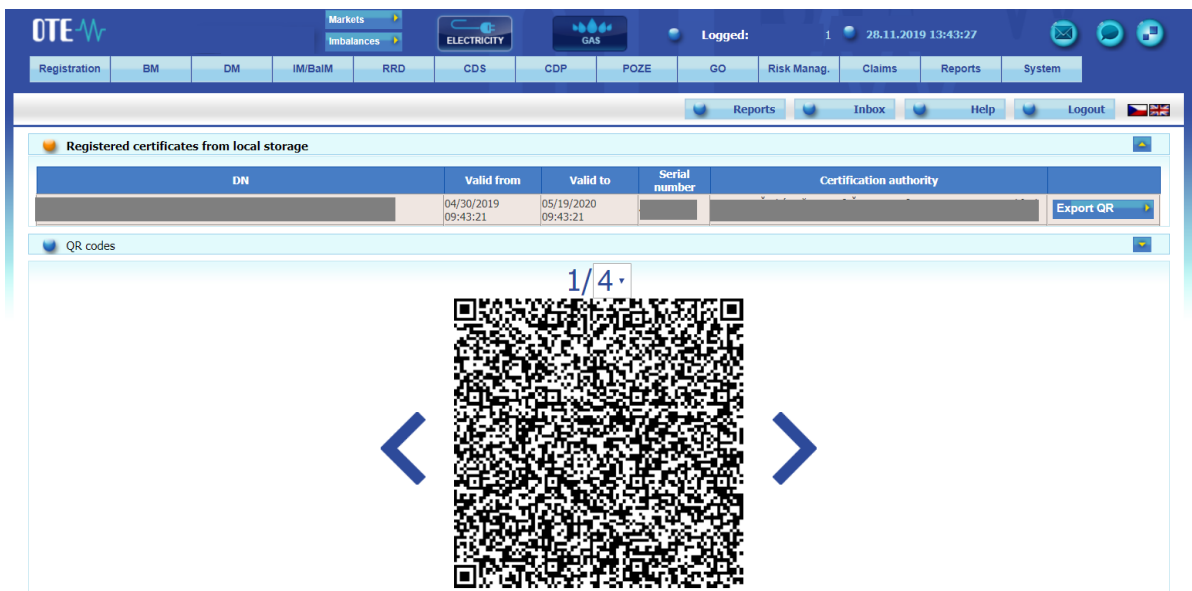 OTE
Markets
Imbalances
ELECTRICITY
GAS
Logged: 1 28.11.2019 13:43:27
Registration BM DM IM/BalM RRD CDS CDP POZE GO Risk Manag. Claims Reports System
Reports Inbox Help Logout
Registered certificates from local storage
DN Valid from Valid to Serial number Certification authority
04/30/2019 09:43:21 05/19/2020 09:43:21 Export QR
QR codes
1/4